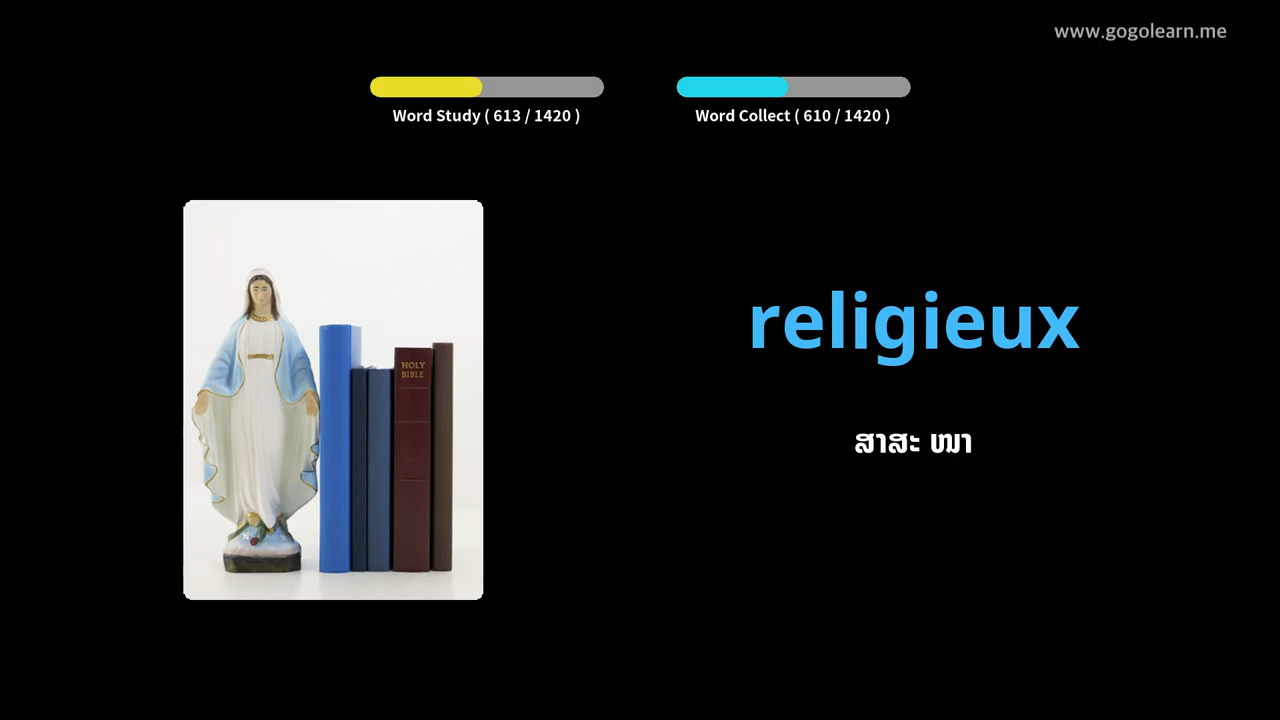 www.gogolearn.me
Word Study ( 613 / 1420 )
Word Collect ( 610 / 1420 )
HOLY
BIBLE
religieux
ສາສະ ໜາ